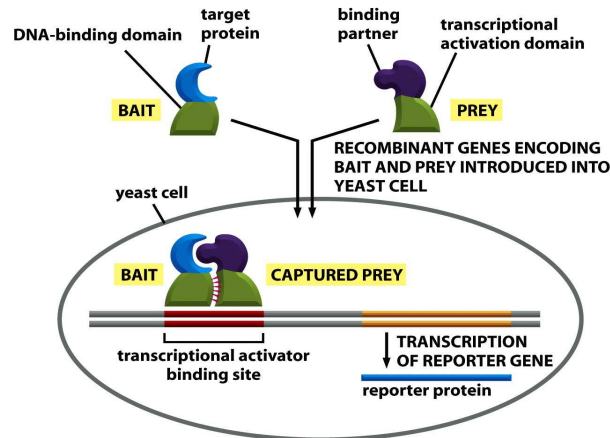 target
protein
DNA-binding domain
BAIT
binding
partner
transcriptional
activation domain
PREY
RECOMBINANT GENES ENCODING
BAIT AND PREY INTRODUCED INTO
YEAST CELL
yeast cell
BAIT
CAPTURED PREY
transcriptional activator
binding site
TRANSCRIPTION
OF REPORTER GENE
reporter protein